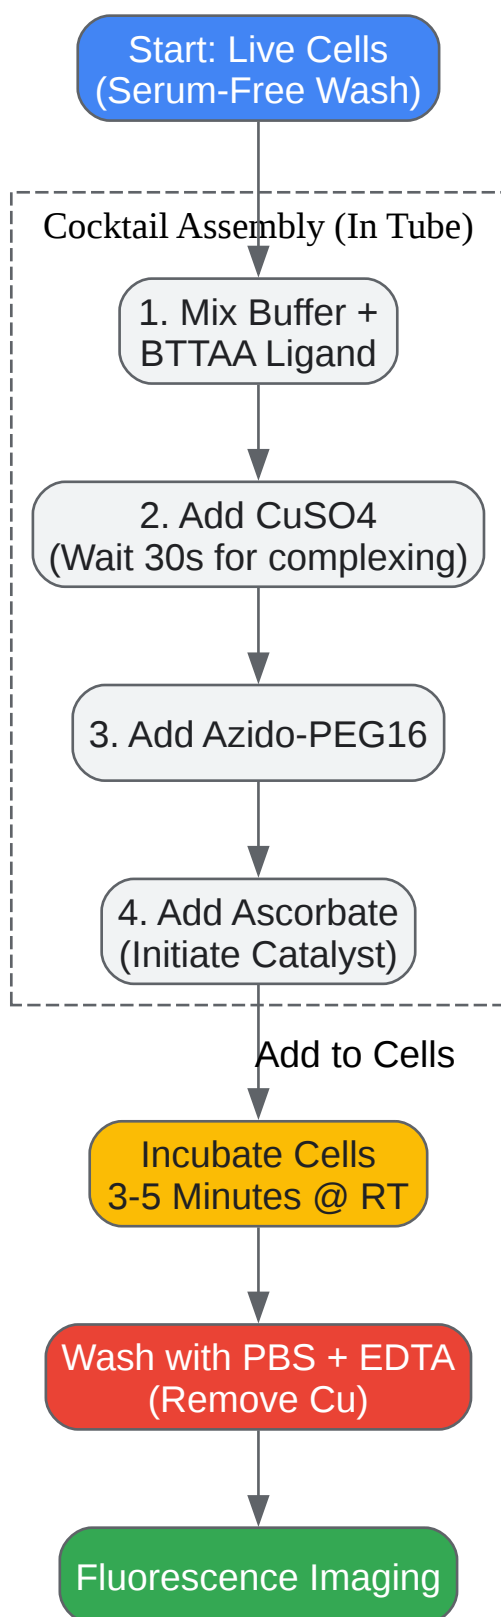 Start: Live Cells
(Serum-Free Wash)
Cocktail Assembly (In Tube)
1. Mix Buffer +
BTTAA Ligand
2. Add CuSO4
(Wait 30s for complexing)
3. Add Azido-PEG16
4. Add Ascorbate
(Initiate Catalyst)
Add to Cells
Incubate Cells
3-5 Minutes @ RT
Wash with PBS + EDTA
(Remove Cu)
Fluorescence Imaging